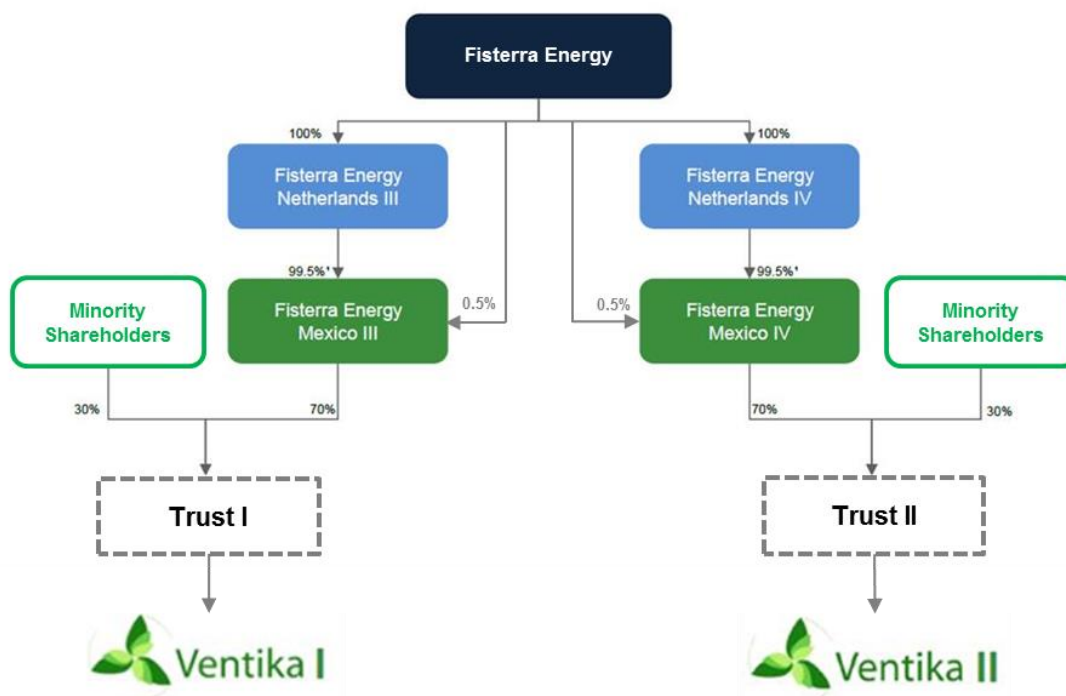 Fisterra Energy
100%
100%
Fisterra Energy
Netherlands III
Fisterra Energy
Netherlands IV
99.5%'
99.5%'
Minority
Shareholders
Fisterra Energy
Mexico III
0.5%
0.5%
Fisterra Energy
Mexico IV
Minority
Shareholders
30%
70%
70%
30%
Trust I
Trust II
Ventika I
Ventika II